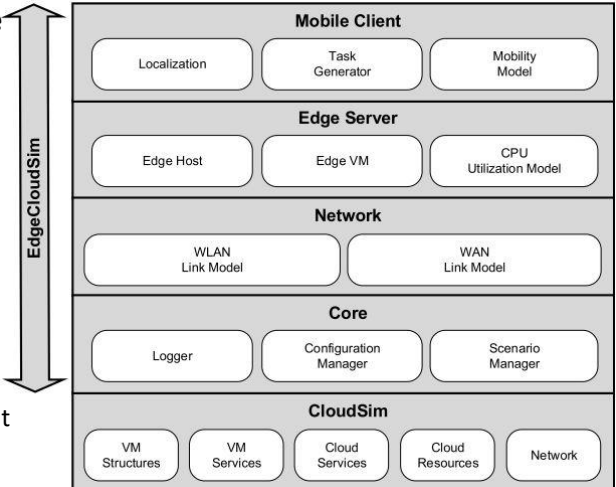 e
EdgeCloudSim
t
Mobile Client
Localization
Task
Generator
Mobility
Model
Edge Server
Edge Host
Edge VM
CPU
Utilization Model
Network
WLAN
Link Model
WAN
Link Model
Core
Logger
Configuration
Manager
Scenario
Manager
CloudSim
VM
Structures
VM
Services
Cloud
Services
Cloud
Resources
Network